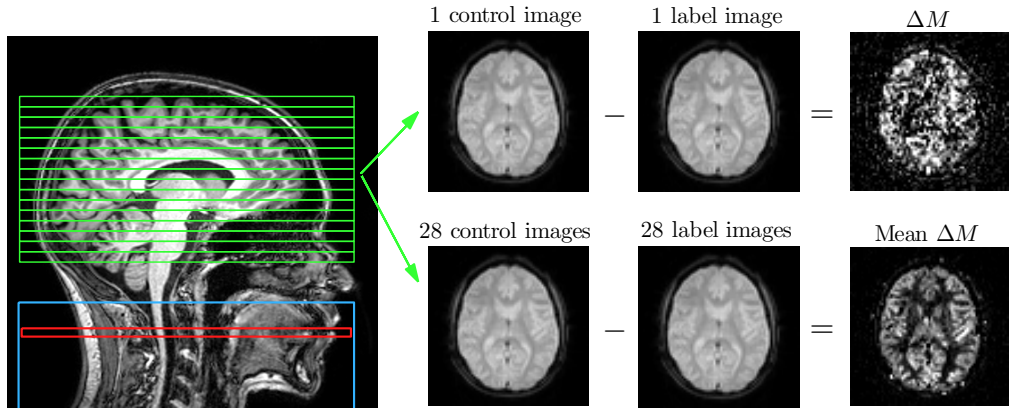 1 control image
1 label image
ΔM
−
=
28 control images
28 label images
Mean ΔM
−
=